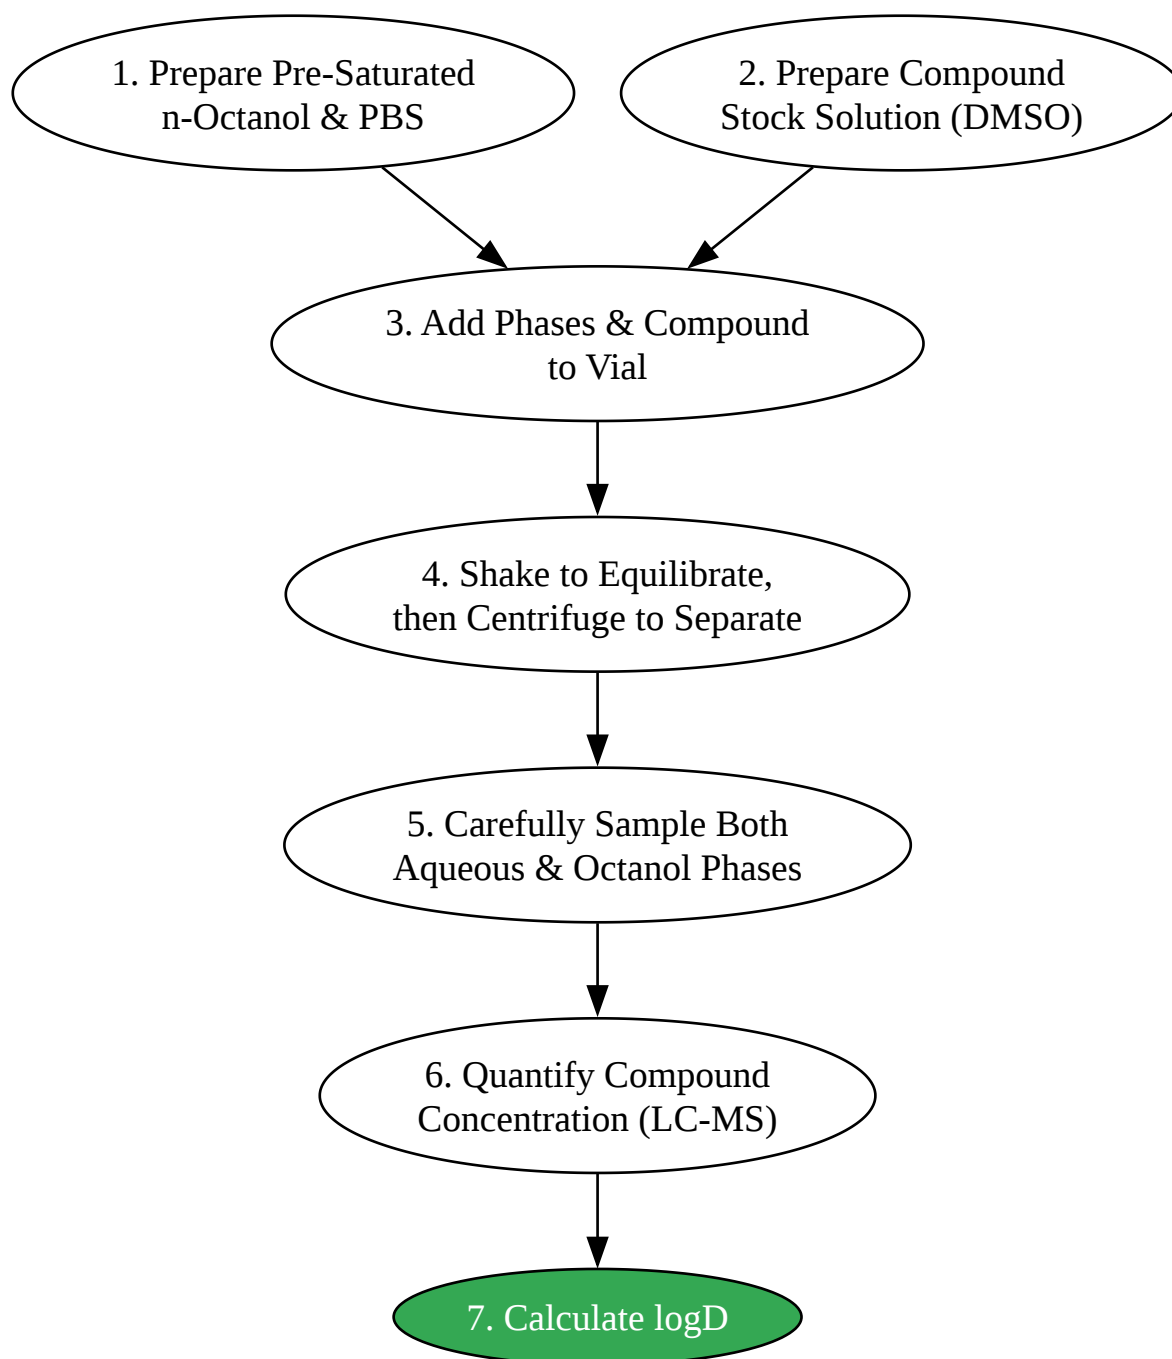 1. Prepare Pre-Saturated
n-Octanol & PBS
2. Prepare Compound
Stock Solution (DMSO)
3. Add Phases & Compound
to Vial
4. Shake to Equilibrate,
then Centrifuge to Separate
5. Carefully Sample Both
Aqueous & Octanol Phases
6. Quantify Compound
Concentration (LC-MS)
7. Calculate logD